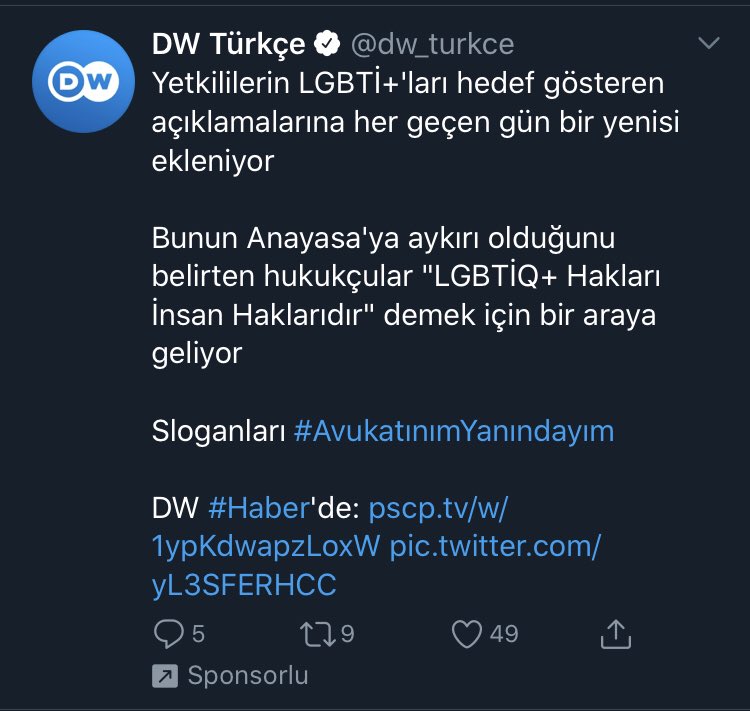 DW
DW Türkçe @dw_turkce
Yetkililerin LGBTİ+'ları hedef gösteren
açıklamalarına her geçen gün bir yenisi
ekleniyor
Bunun Anayasa'ya aykırı olduğunu
belirten hukukçular "LGBTİQ+ Hakları
İnsan Haklarıdır" demek için bir araya
geliyor
Sloganları #AvukatınımYanındayım
DW #Haber'de: pscp.tv/w/
1ypKdwapzLoxW pic.twitter.com/
yL3SFERHCC
5 9 49
Sponsorlu